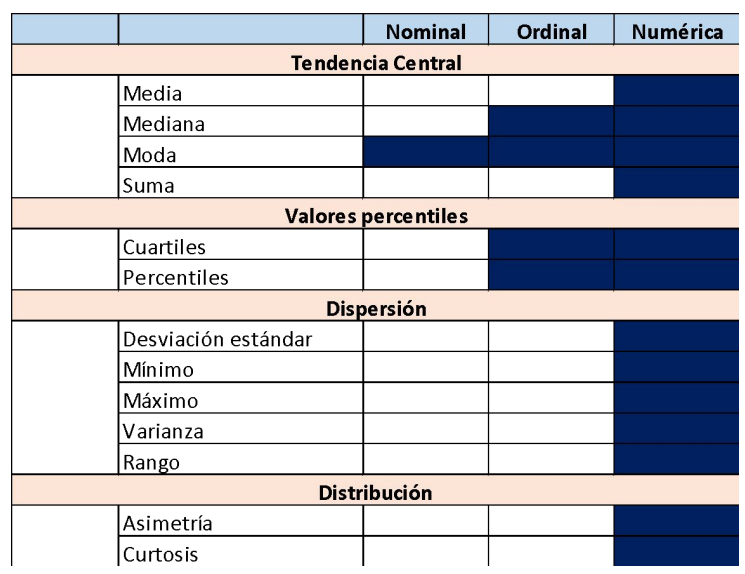 Nominal Ordinal Numérica
Tendencia Central
Media
Mediana
Moda
Suma
Valores percentiles
Cuartiles
Percentiles
Dispersión
Desviación estándar
Mínimo
Máximo
Varianza
Rango
Distribución
Asimetría
Curtosis